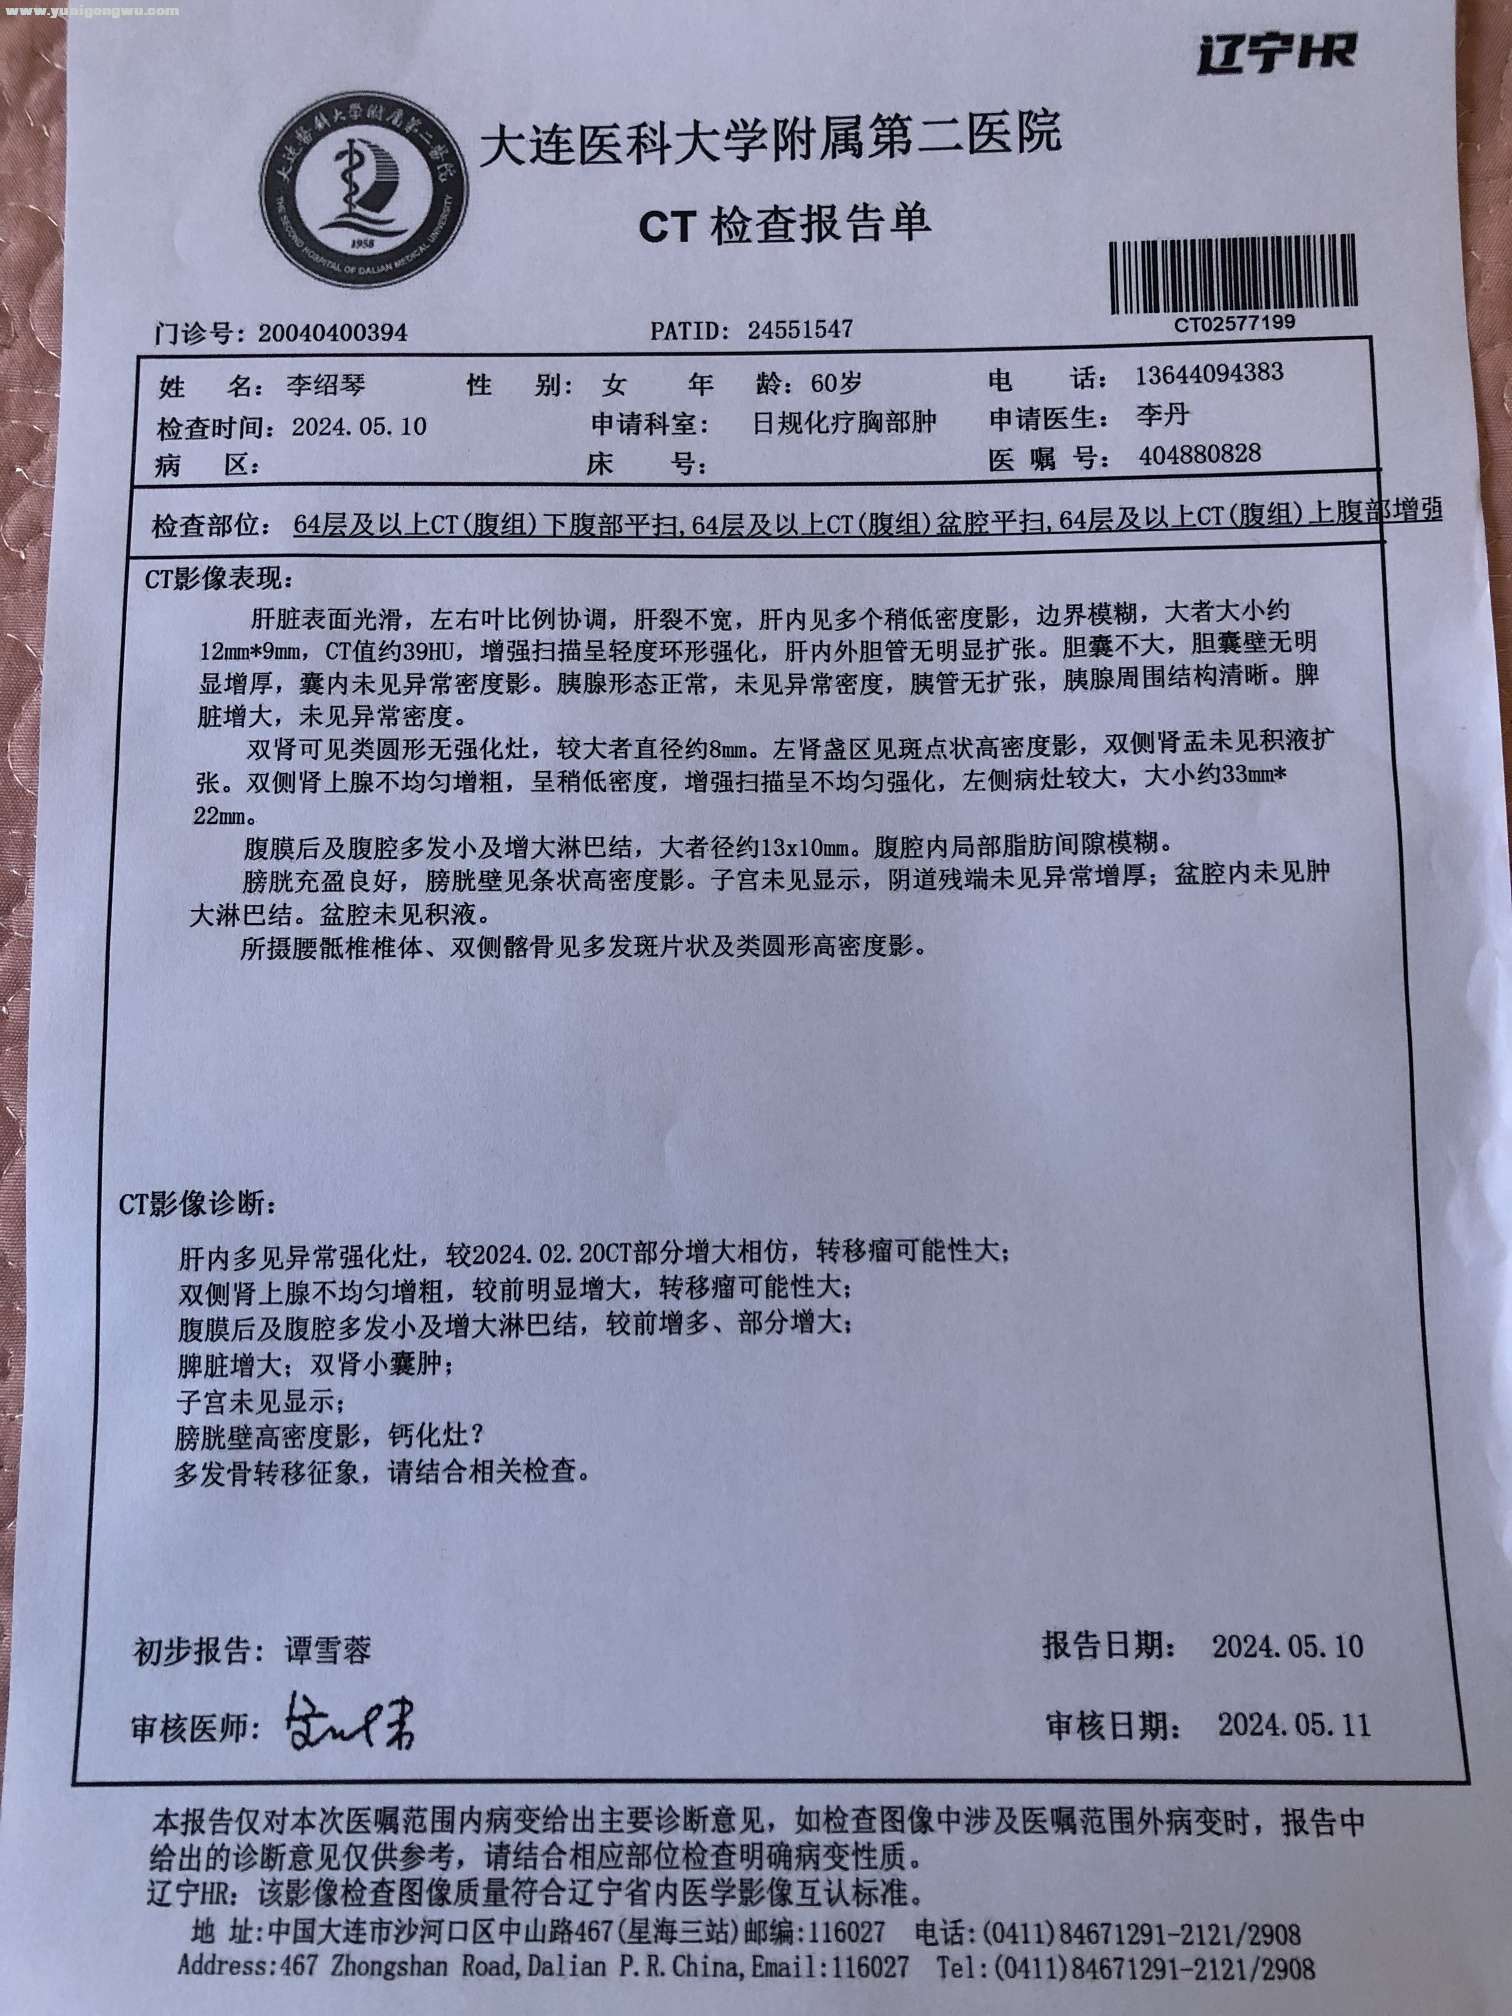 www.yuaigongwu.com
辽宁HR
大连医科大学附属第二医院
大连医科大学附属第二医院
THE SECOND HOSPITAL OF DALIAN MEDICAL UNIVERSITY
1958
CT 检查报告单
CT02577199
门诊号: 20040400394 PATID: 24551547
姓 名: 李绍琴 性 别: 女 年 龄: 60岁 电 话: 13644094383
检查时间: 2024.05.10 申请科室: 日规化疗胸部肿 申请医生: 李丹
病 区: 床 号: 医 嘱 号: 404880828
检查部位: 64层及以上CT(腹组)下腹部平扫,64层及以上CT(腹组)盆腔平扫,64层及以上CT(腹组)上腹部增强
CT影像表现:
肝脏表面光滑，左右叶比例协调，肝裂不宽，肝内见多个稍低密度影，边界模糊，大者大小约
12mm*9mm，CT值约39HU，增强扫描呈轻度环形强化，肝内外胆管无明显扩张。胆囊不大，胆囊壁无明
显增厚，囊内未见异常密度影。胰腺形态正常，未见异常密度，胰管无扩张，胰腺周围结构清晰。脾
脏增大，未见异常密度。
双肾可见类圆形无强化灶，较大者直径约8mm。左肾盏区见斑点状高密度影，双侧肾盂未见积液扩
张。双侧肾上腺不均匀增粗，呈稍低密度，增强扫描呈不均匀强化，左侧病灶较大，大小约33mm*
22mm。
腹膜后及腹腔多发小及增大淋巴结，大者径约13x10mm。腹腔内局部脂肪间隙模糊。
膀胱充盈良好，膀胱壁见条状高密度影。子宫未见显示，阴道残端未见异常增厚；盆腔内未见肿
大淋巴结。盆腔未见积液。
所摄腰骶椎椎体、双侧髂骨见多发斑片状及类圆形高密度影。
CT影像诊断:
肝内多见异常强化灶，较2024.02.20CT部分增大相仿，转移瘤可能性大；
双侧肾上腺不均匀增粗，较前明显增大，转移瘤可能性大；
腹膜后及腹腔多发小及增大淋巴结，较前增多、部分增大；
脾脏增大；双肾小囊肿；
子宫未见显示；
膀胱壁高密度影，钙化灶？
多发骨转移征象，请结合相关检查。
初步报告: 谭雪蓉 报告日期: 2024.05.10
审核医师: 审核日期: 2024.05.11
本报告仅对本次医嘱范围内病变给出主要诊断意见，如检查图像中涉及医嘱范围外病变时，报告中
给出的诊断意见仅供参考，请结合相应部位检查明确病变性质。
辽宁HR: 该影像检查图像质量符合辽宁省内医学影像互认标准。
地 址:中国大连市沙河口区中山路467(星海三站)邮编:116027 电话:(0411)84671291-2121/2908
Address:467 Zhongshan Road,Dalian P.R.China,Email:116027 Tel:(0411)84671291-2121/2908